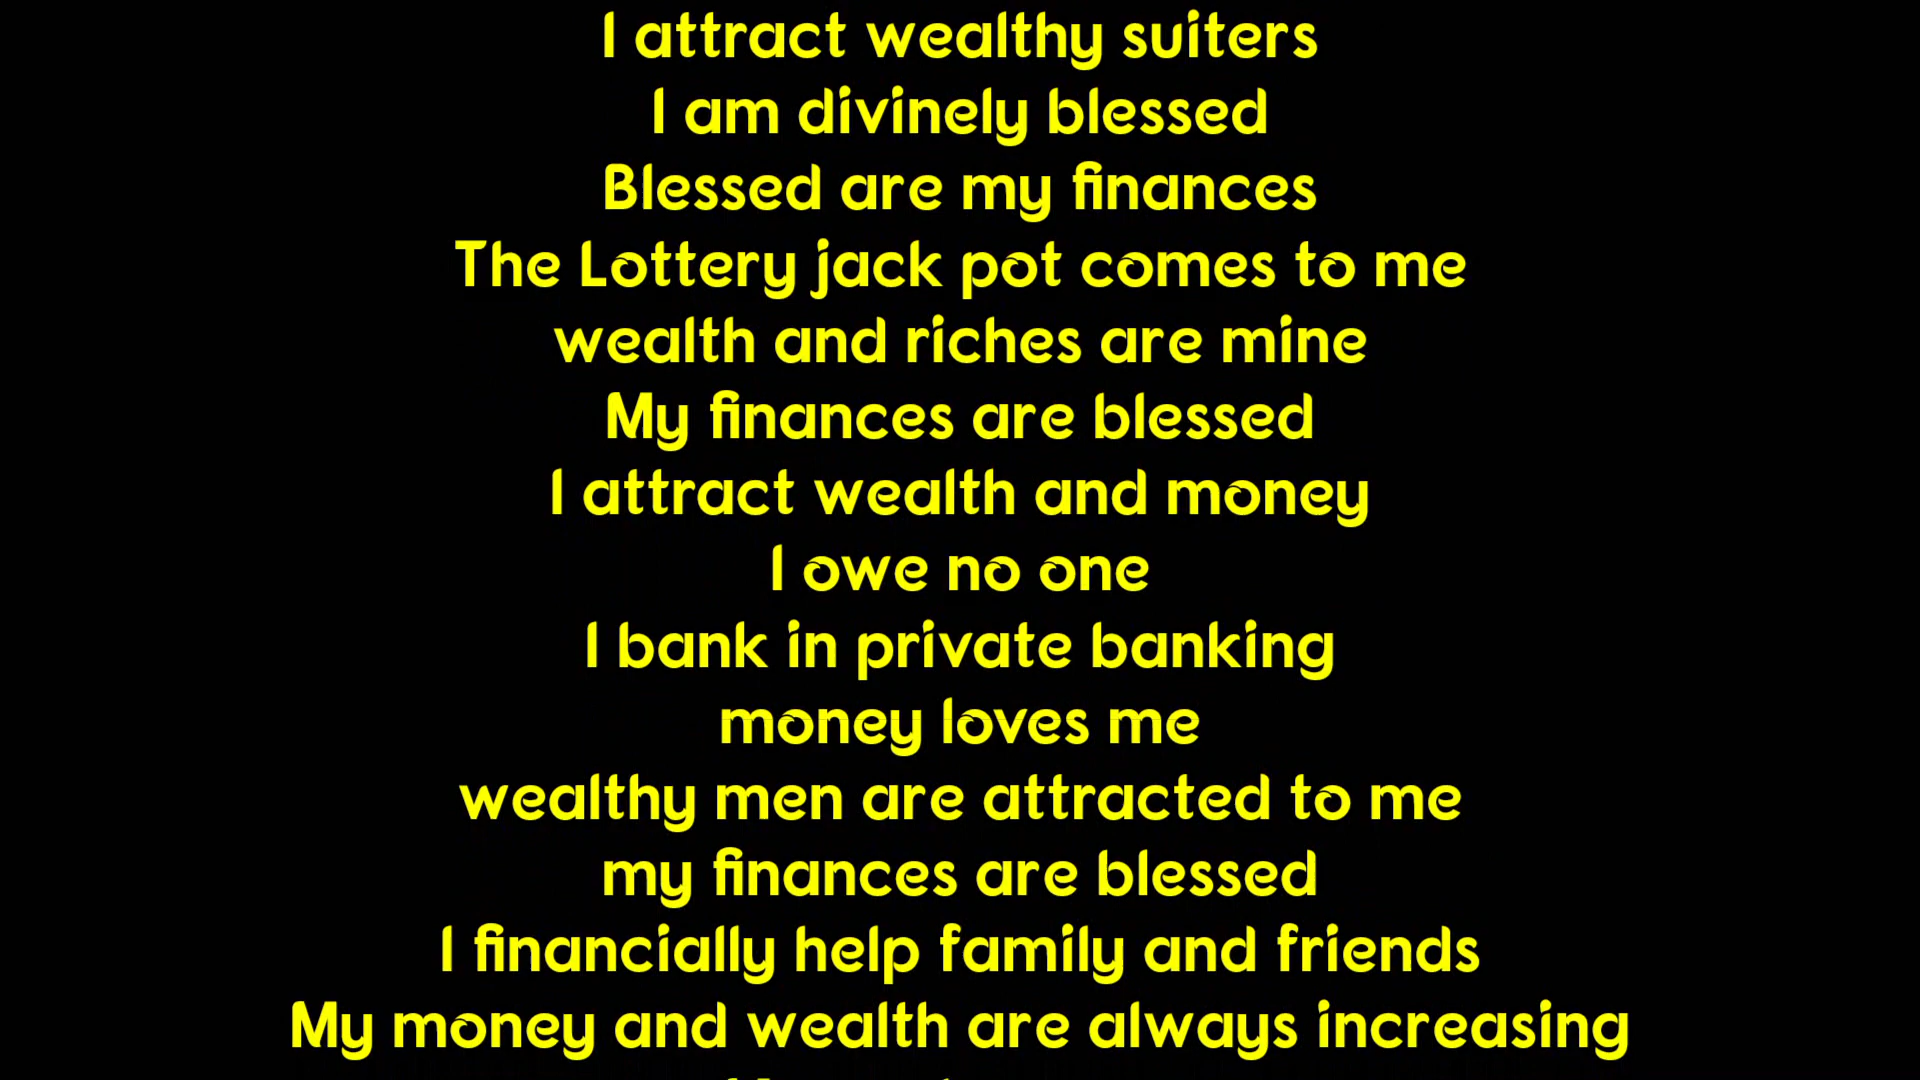 I attract wealthy suiters
I am divinely blessed
Blessed are my finances
The Lottery jack pot comes to me
wealth and riches are mine
My finances are blessed
I attract wealth and money
I owe no one
I bank in private banking
money loves me
wealthy men are attracted to me
my finances are blessed
I financially help family and friends
My money and wealth are always increasing